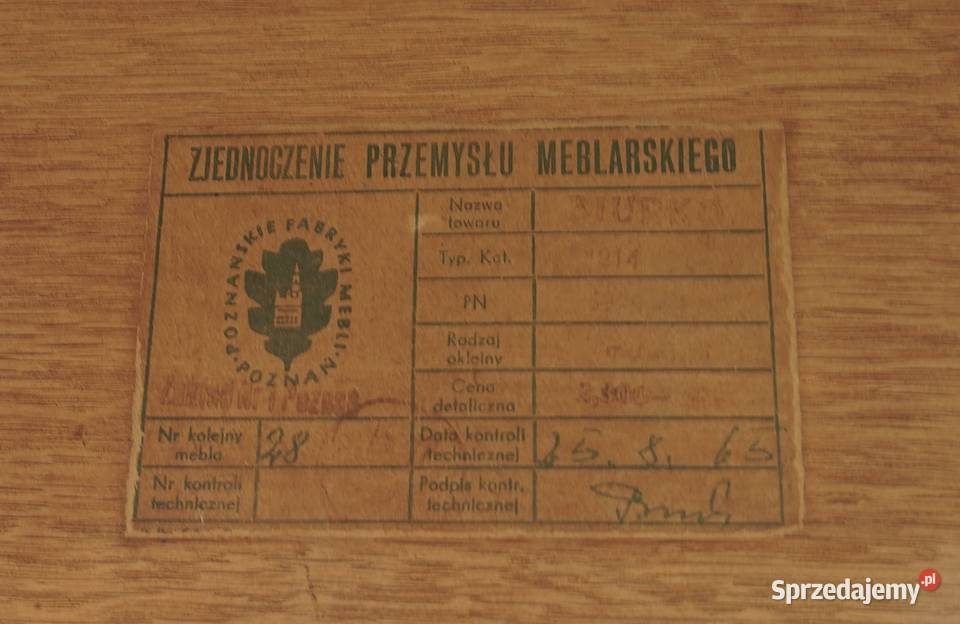 ZJEDNOCZENIE PRZEMYSŁU MEBLARSKIEGO
POZNAŃSKIE FABRYKI MEBLI
POZNAŃ
Nazwa
towaru
Typ. Kat.
214
PN
Rodzaj
okleiny
Cena
detaliczna
Nr kolejny
mebla
28
Data kontroli
technicznej
25. 8. 65
Nr kontroli
technicznej
Podpis kontr.
technicznej
Sprzedajemy.pl